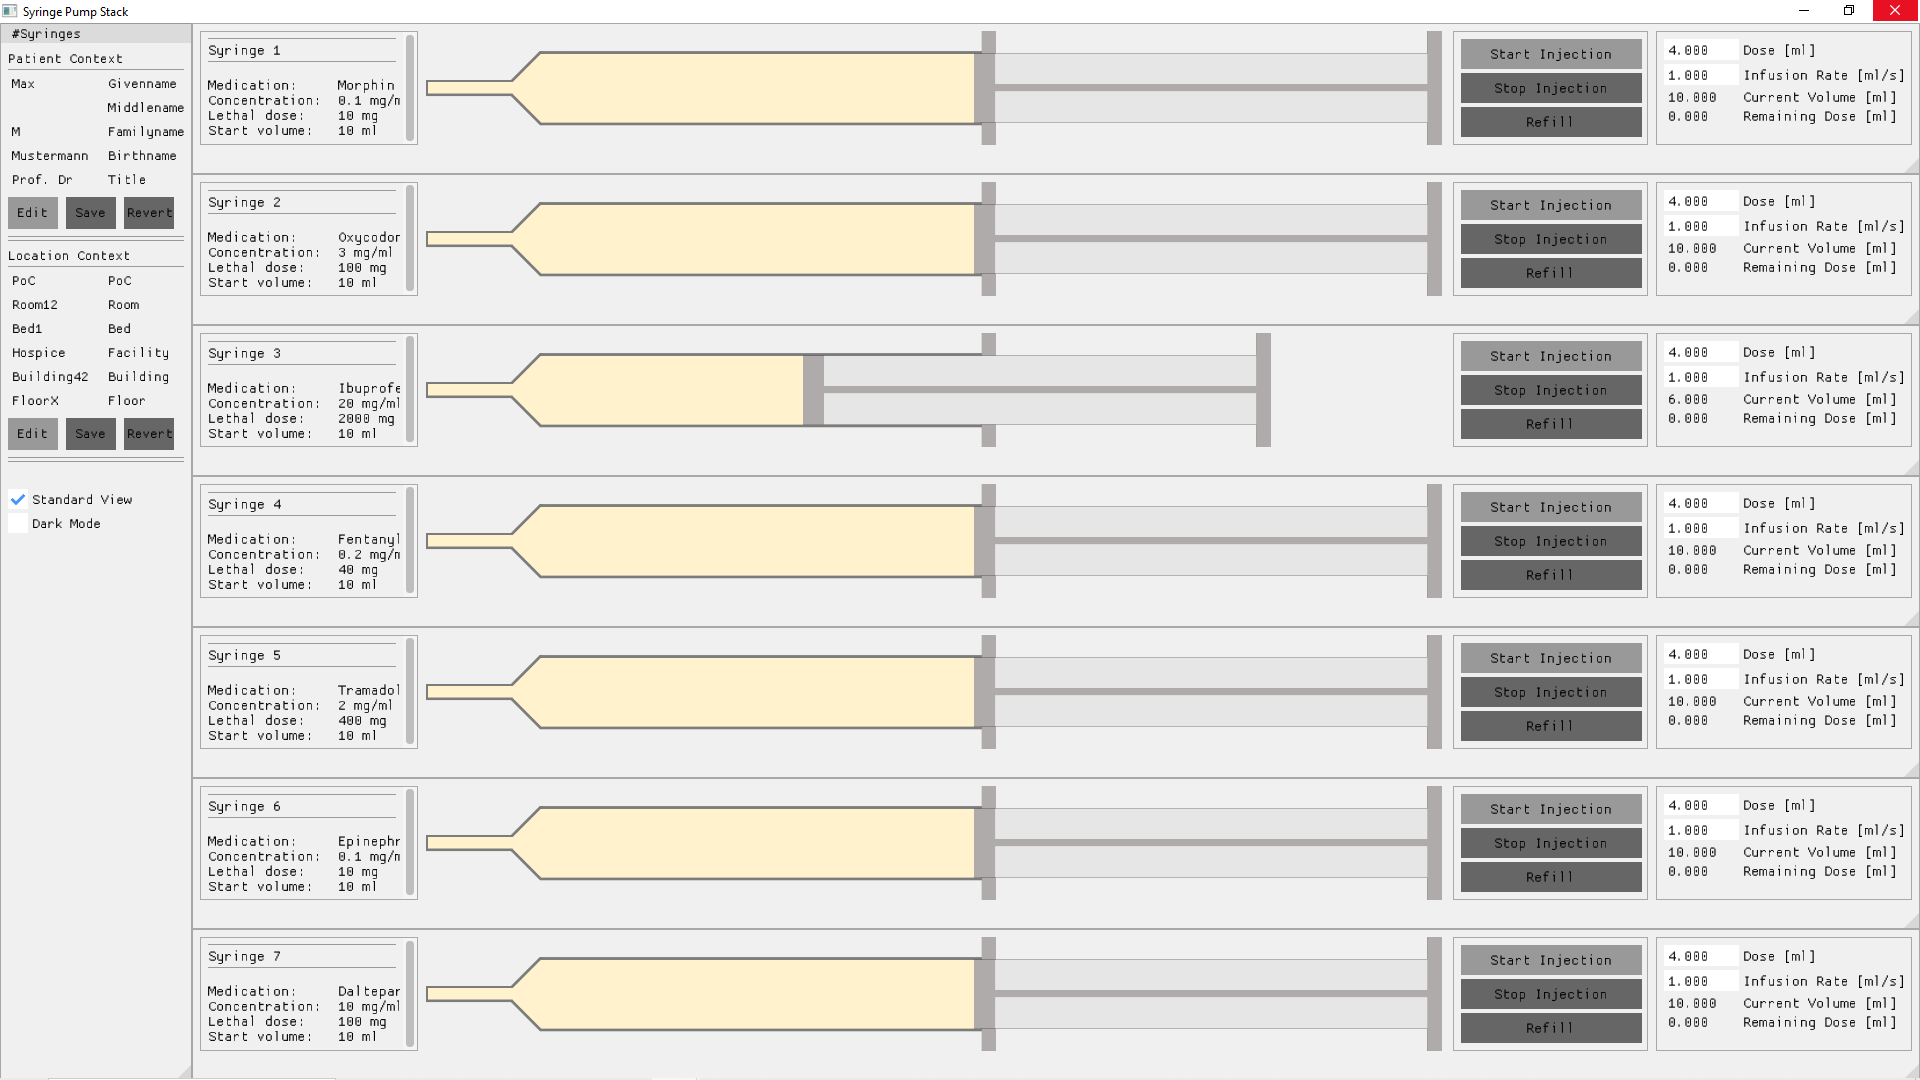 Syringe Pump Stack
#Syringes
Patient Context
Max Givenname
Middlename
M Familyname
Mustermann Birthname
Prof. Dr Title
Edit Save Revert
Location Context
PoC PoC
Room12 Room
Bed1 Bed
Hospice Facility
Building42 Building
FloorX Floor
Edit Save Revert
Standard View
Dark Mode
Syringe 1
Medication: Morphin
Concentration: 0.1 mg/m
Lethal dose: 10 mg
Start volume: 10 ml
Start Injection
Stop Injection
Refill
4.000 Dose [ml]
1.000 Infusion Rate [ml/s]
10.000 Current Volume [ml]
0.000 Remaining Dose [ml]
Syringe 2
Medication: Oxycodon
Concentration: 3 mg/ml
Lethal dose: 100 mg
Start volume: 10 ml
Start Injection
Stop Injection
Refill
4.000 Dose [ml]
1.000 Infusion Rate [ml/s]
10.000 Current Volume [ml]
0.000 Remaining Dose [ml]
Syringe 3
Medication: Ibuprofe
Concentration: 20 mg/ml
Lethal dose: 2000 mg
Start volume: 10 ml
Start Injection
Stop Injection
Refill
4.000 Dose [ml]
1.000 Infusion Rate [ml/s]
6.000 Current Volume [ml]
0.000 Remaining Dose [ml]
Syringe 4
Medication: Fentanyl
Concentration: 0.2 mg/m
Lethal dose: 40 mg
Start volume: 10 ml
Start Injection
Stop Injection
Refill
4.000 Dose [ml]
1.000 Infusion Rate [ml/s]
10.000 Current Volume [ml]
0.000 Remaining Dose [ml]
Syringe 5
Medication: Tramadol
Concentration: 2 mg/ml
Lethal dose: 400 mg
Start volume: 10 ml
Start Injection
Stop Injection
Refill
4.000 Dose [ml]
1.000 Infusion Rate [ml/s]
10.000 Current Volume [ml]
0.000 Remaining Dose [ml]
Syringe 6
Medication: Epinephr
Concentration: 0.1 mg/m
Lethal dose: 10 mg
Start volume: 10 ml
Start Injection
Stop Injection
Refill
4.000 Dose [ml]
1.000 Infusion Rate [ml/s]
10.000 Current Volume [ml]
0.000 Remaining Dose [ml]
Syringe 7
Medication: Daltepar
Concentration: 10 mg/ml
Lethal dose: 100 mg
Start volume: 10 ml
Start Injection
Stop Injection
Refill
4.000 Dose [ml]
1.000 Infusion Rate [ml/s]
10.000 Current Volume [ml]
0.000 Remaining Dose [ml]